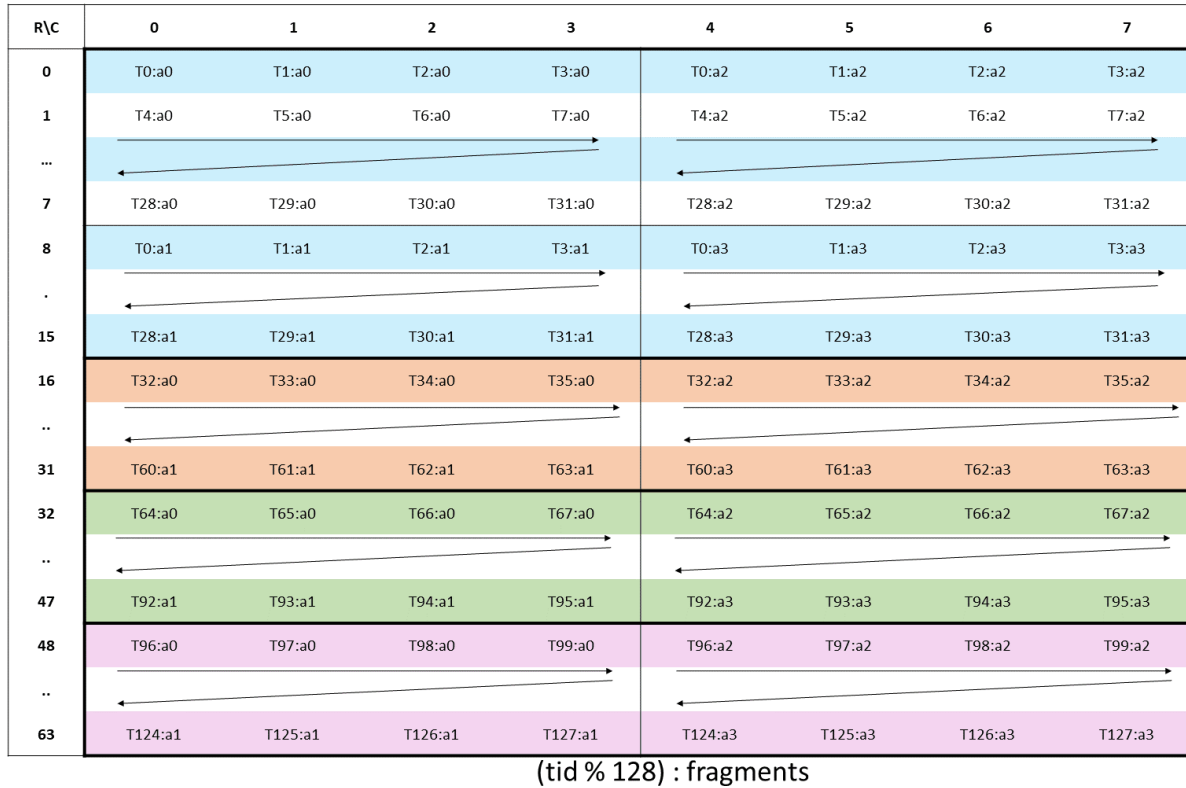 R\C 0 1 2 3 4 5 6 7
0 T0:a0 T1:a0 T2:a0 T3:a0 T0:a2 T1:a2 T2:a2 T3:a2
1 T4:a0 T5:a0 T6:a0 T7:a0 T4:a2 T5:a2 T6:a2 T7:a2
...
7 T28:a0 T29:a0 T30:a0 T31:a0 T28:a2 T29:a2 T30:a2 T31:a2
8 T0:a1 T1:a1 T2:a1 T3:a1 T0:a3 T1:a3 T2:a3 T3:a3
.
15 T28:a1 T29:a1 T30:a1 T31:a1 T28:a3 T29:a3 T30:a3 T31:a3
16 T32:a0 T33:a0 T34:a0 T35:a0 T32:a2 T33:a2 T34:a2 T35:a2
..
31 T60:a1 T61:a1 T62:a1 T63:a1 T60:a3 T61:a3 T62:a3 T63:a3
32 T64:a0 T65:a0 T66:a0 T67:a0 T64:a2 T65:a2 T66:a2 T67:a2
..
47 T92:a1 T93:a1 T94:a1 T95:a1 T92:a3 T93:a3 T94:a3 T95:a3
48 T96:a0 T97:a0 T98:a0 T99:a0 T96:a2 T97:a2 T98:a2 T99:a2
..
63 T124:a1 T125:a1 T126:a1 T127:a1 T124:a3 T125:a3 T126:a3 T127:a3
(tid % 128) : fragments